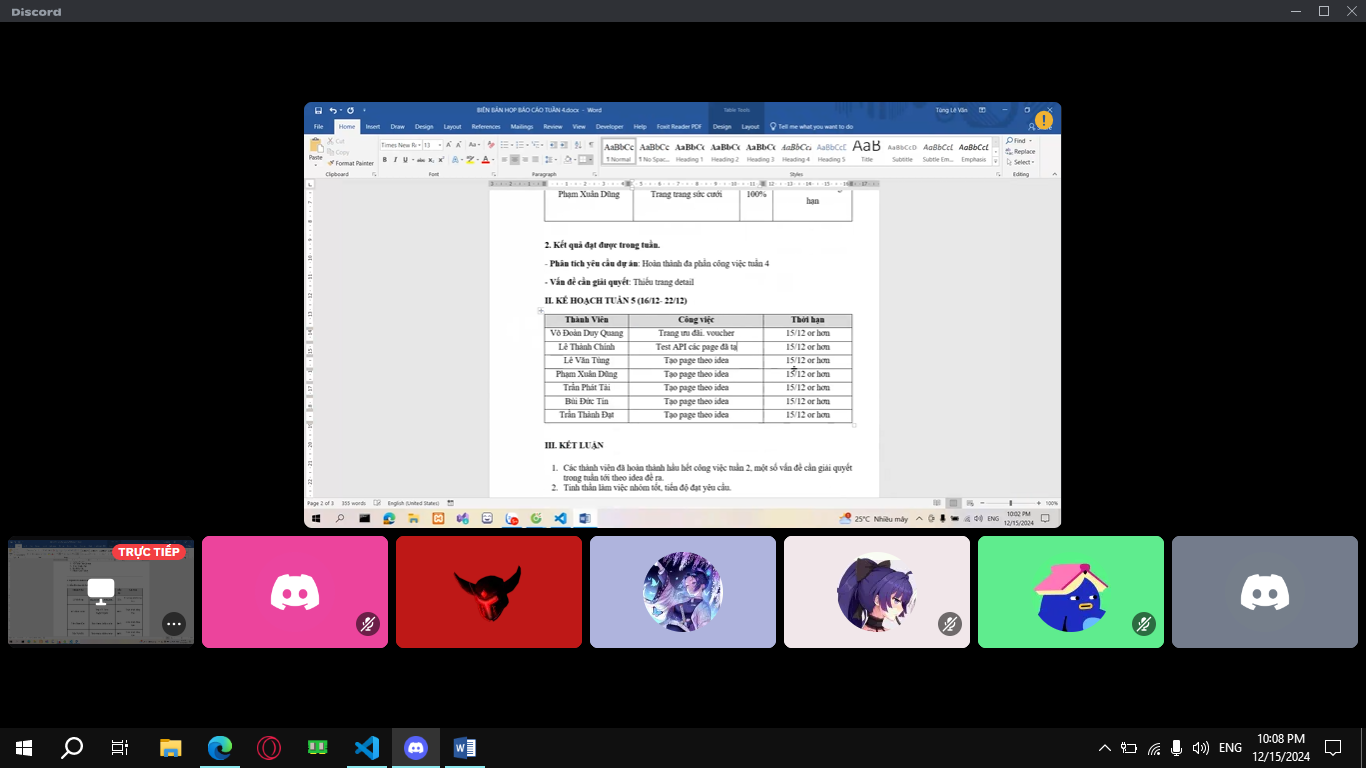 Discord
BIÊN BẢN HỌP BÁO CÁO TUẦN 4.docx - Word
Table Tools
Tùng Lê Văn
File Home Insert Draw Design Layout References Mailings Review View Developer Help Foxit Reader PDF Design Layout Tell me what you want to do
Paste
Cut
Copy
Format Painter
Clipboard
Times New R
13
Font
Paragraph
AaBbCc AaBbCc AaBbCc AaBbCc AaBbCc AaBbCc AaBbCc AaB AaBbCcD AaBbCcL AaBbCcL
¶ Normal ¶ No Spac... Heading 1 Heading 2 Heading 3 Heading 4 Heading 5 Title Subtitle Subtle Em... Emphasis
Styles
Find
Replace
Select
Editing
Phạm Xuân Dũng Trang trang sức cưới 100%
hạn
2. Kết quả đạt được trong tuần.
- Phân tích yêu cầu dự án: Hoàn thành đa phần công việc tuần 4
- Vấn đề cần giải quyết: Thiếu trang detail
II. KẾ HOẠCH TUẦN 5 (16/12- 22/12)
Thành Viên Công việc Thời hạn
Võ Đoàn Duy Quang Trang ưu đãi. voucher 15/12 or hơn
Lê Thành Chinh Test API các page đã tạ 15/12 or hơn
Lê Văn Tùng Tạo page theo idea 15/12 or hơn
Phạm Xuân Dũng Tạo page theo idea 15/12 or hơn
Trần Phát Tài Tạo page theo idea 15/12 or hơn
Bùi Đức Tin Tạo page theo idea 15/12 or hơn
Trần Thành Đạt Tạo page theo idea 15/12 or hơn
III. KẾT LUẬN
1. Các thành viên đã hoàn thành hầu hết công việc tuần 2, một số vấn đề cần giải quyết
trong tuần tới theo idea đề ra.
2. Tinh thần làm việc nhóm tốt, tiến độ đạt yêu cầu.
Page 2 of 3 355 words English (United States) 100%
25°C Nhiều mây ENG 10:02 PM
12/15/2024
TRỰC TIẾP
ENG 10:08 PM
12/15/2024